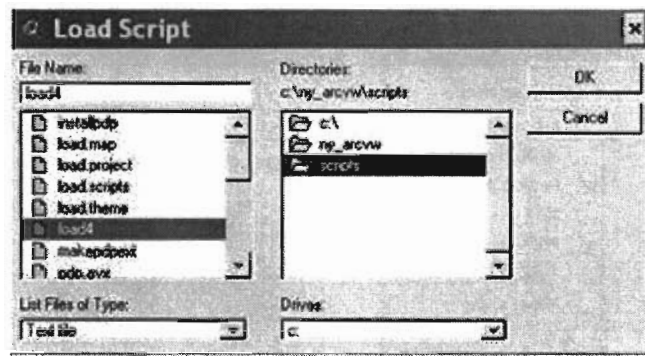 Load Script
File Name:
load4
installpdp
load.map
load.project
load.scripts
load.theme
load4
makepdpext
pdp.avx
List Files of Type:
Text file
Directories:
c:\ny_arcvw\scripts
c:\
ny_arcvw
scripts
Drives:
c:
OK
Cancel